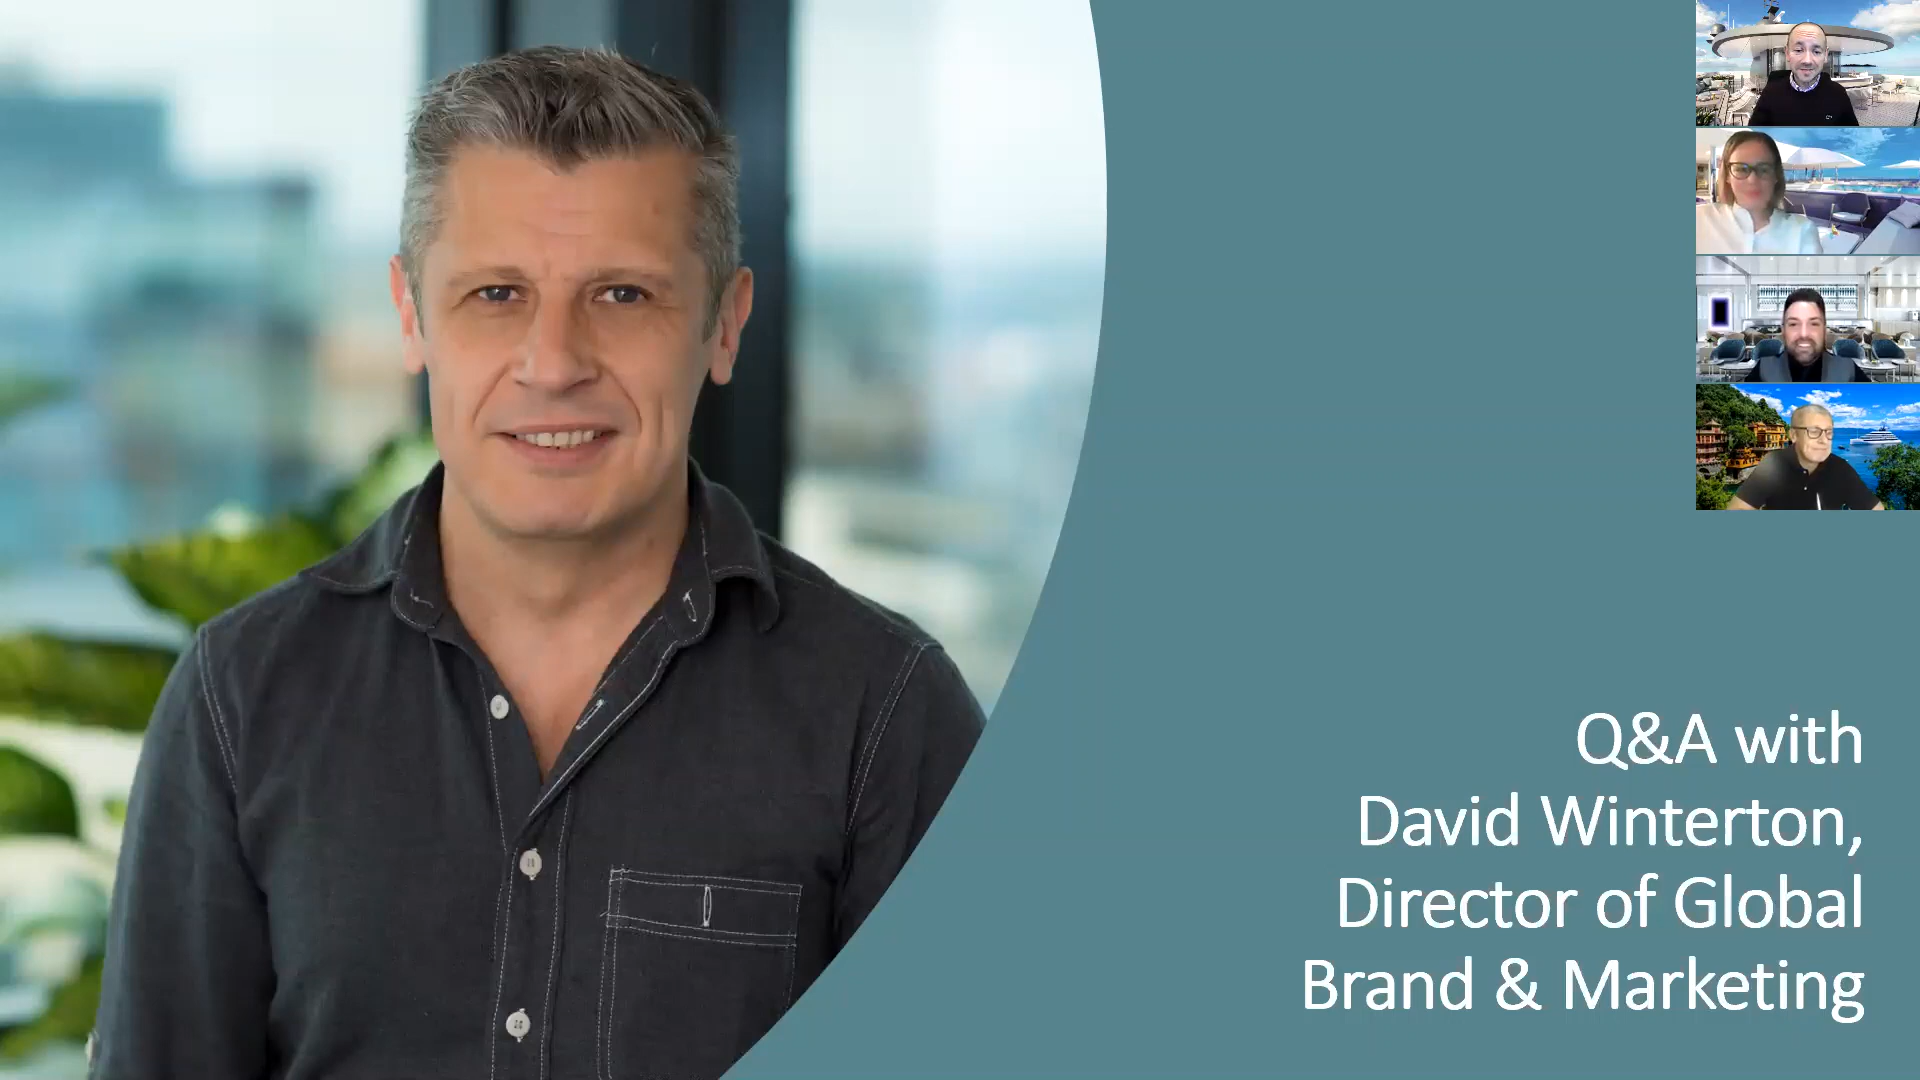 Q&A with
David Winterton,
Director of Global
Brand & Marketing